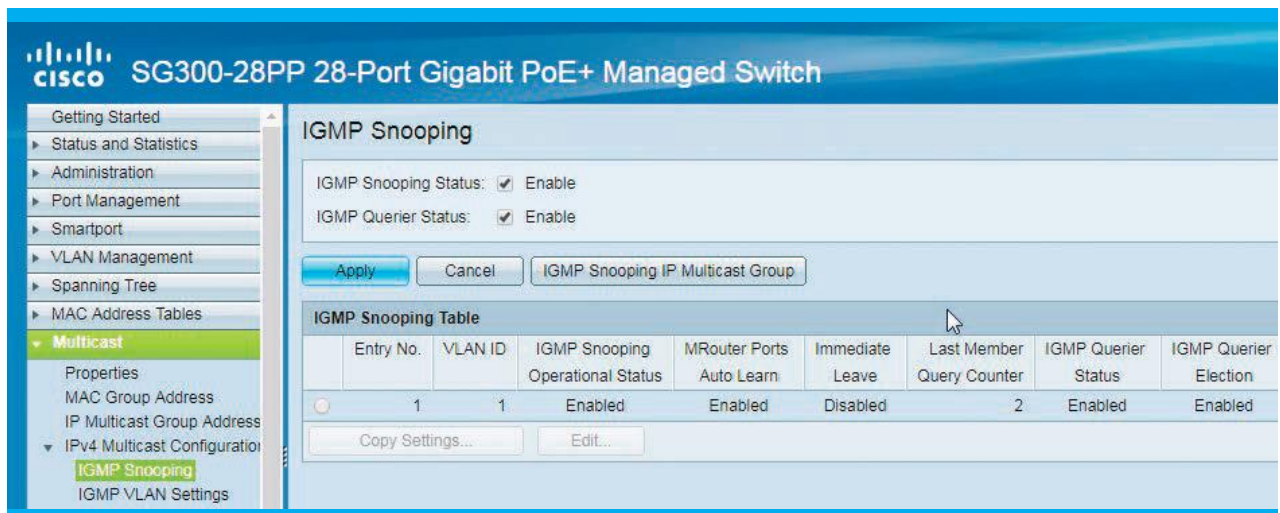 CISCO SG300-28PP 28-Port Gigabit PoE+ Managed Switch
Getting Started
Status and Statistics
Administration
Port Management
Smartport
VLAN Management
Spanning Tree
MAC Address Tables
Multicast
Properties
MAC Group Address
IP Multicast Group Address
IPv4 Multicast Configuration
IGMP Snooping
IGMP VLAN Settings
IGMP Snooping
IGMP Snooping Status: Enable
IGMP Querier Status: Enable
Apply Cancel IGMP Snooping IP Multicast Group
IGMP Snooping Table
Entry No. VLAN ID IGMP Snooping MRouter Ports Immediate Last Member IGMP Querier IGMP Querier
Operational Status Auto Learn Leave Query Counter Status Election
1 1 Enabled Enabled Disabled 2 Enabled Enabled
Copy Settings... Edit...